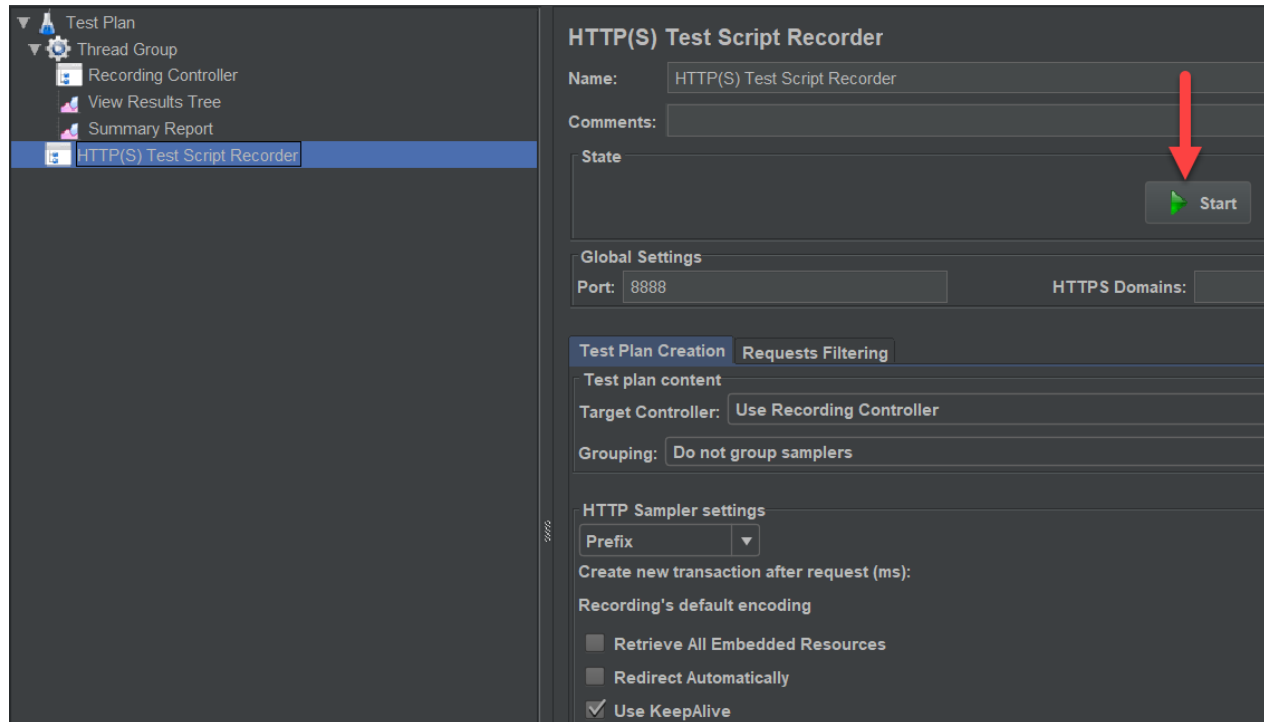 Test Plan
Thread Group
Recording Controller
View Results Tree
Summary Report
HTTP(S) Test Script Recorder
HTTP(S) Test Script Recorder
Name: HTTP(S) Test Script Recorder
Comments:
State
Start
Global Settings
Port: 8888 HTTPS Domains:
Test Plan Creation Requests Filtering
Test plan content
Target Controller: Use Recording Controller
Grouping: Do not group samplers
HTTP Sampler settings
Prefix
Create new transaction after request (ms):
Recording's default encoding
Retrieve All Embedded Resources
Redirect Automatically
Use KeepAlive